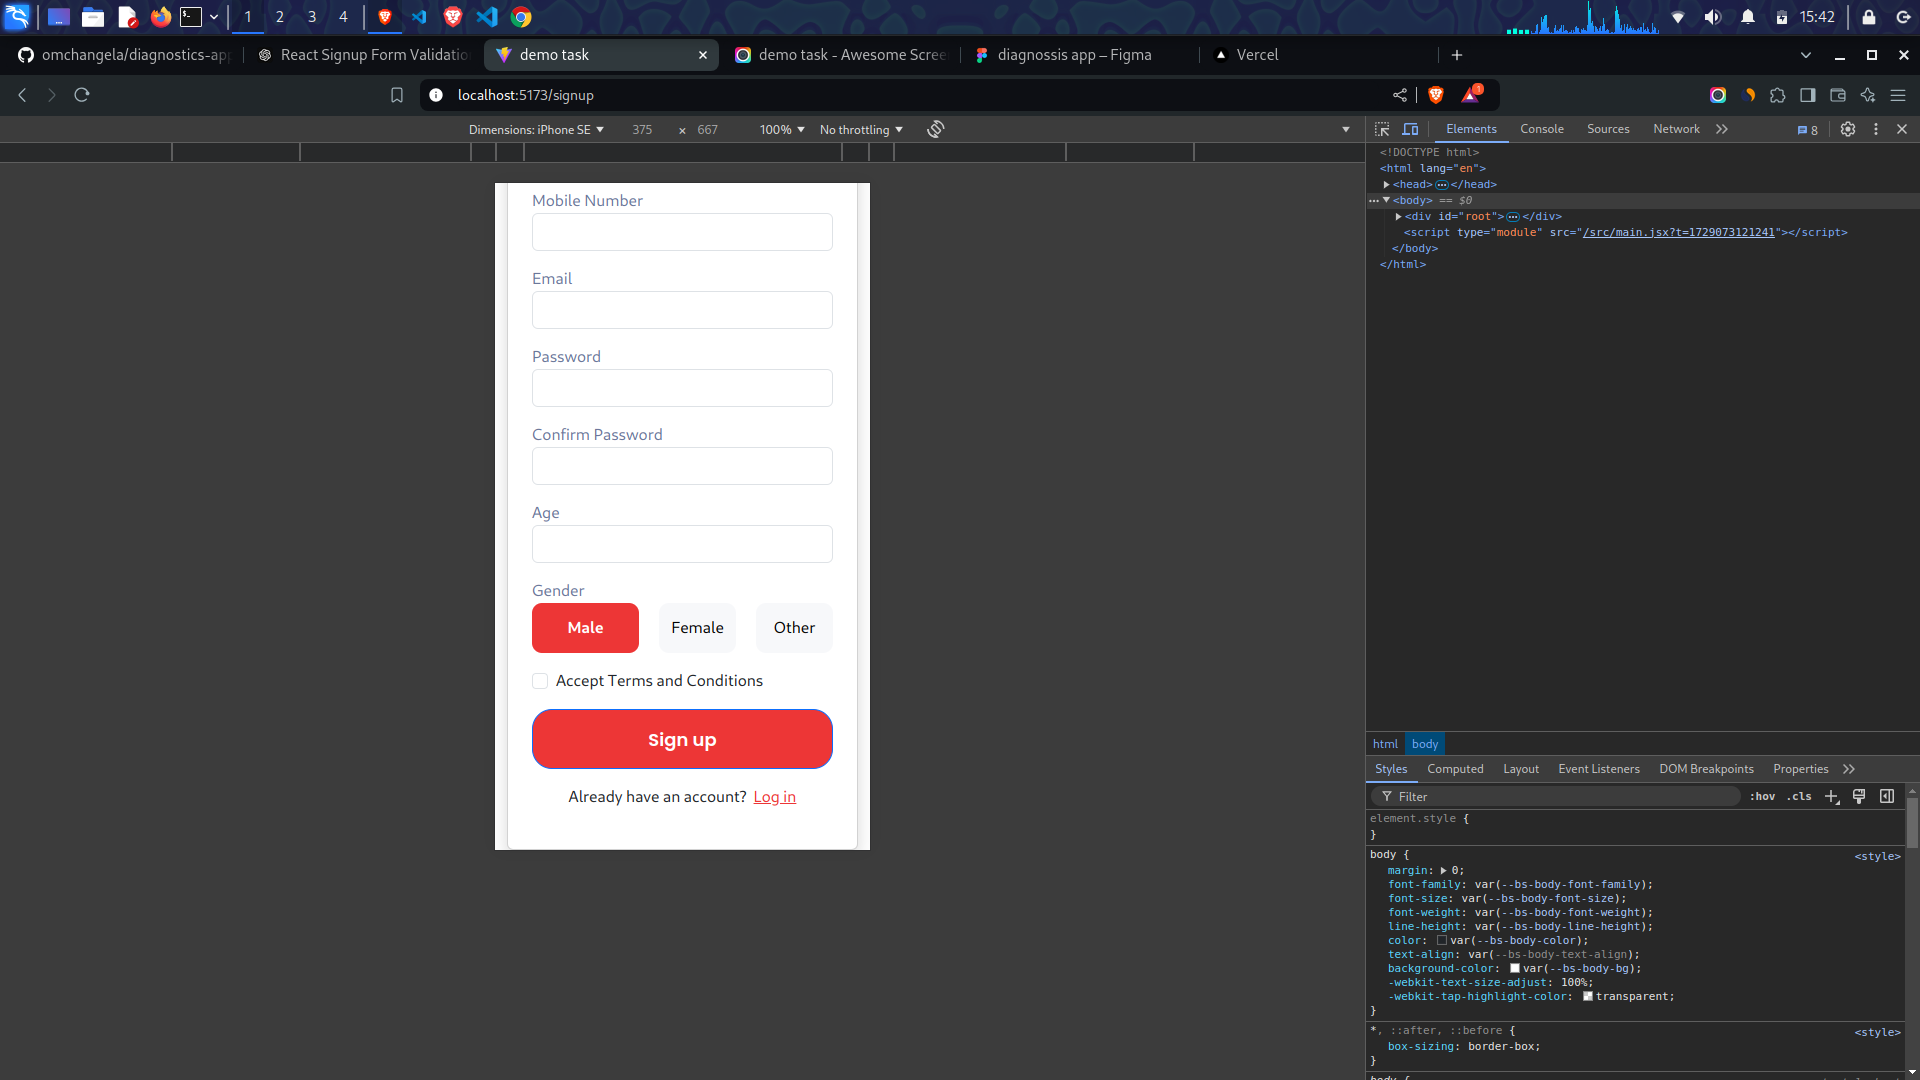 1 2 3 4
15:42
omchangela/diagnostics-app
React Signup Form Validatio
demo task
demo task - Awesome Scree
diagnossis app – Figma
Vercel
localhost:5173/signup
1
Dimensions: iPhone SE 375 × 667 100% No throttling
Elements Console Sources Network 8
<!DOCTYPE html>
<html lang="en">
<head> ⋯ </head>
⋯ <body> == $0
<div id="root"> ⋯ </div>
<script type="module" src="/src/main.jsx?t=1729073121241"></script>
</body>
</html>
Mobile Number
Email
Password
Confirm Password
Age
Gender
Male Female Other
Accept Terms and Conditions
Sign up
Already have an account? Log in
html body
Styles Computed Layout Event Listeners DOM Breakpoints Properties
Filter :hov .cls
element.style {
}
body { <style>
margin: 0;
font-family: var(--bs-body-font-family);
font-size: var(--bs-body-font-size);
font-weight: var(--bs-body-font-weight);
line-height: var(--bs-body-line-height);
color: var(--bs-body-color);
text-align: var(--bs-body-text-align);
background-color: var(--bs-body-bg);
-webkit-text-size-adjust: 100%;
-webkit-tap-highlight-color: transparent;
}
*, ::after, ::before { <style>
box-sizing: border-box;
}
body {